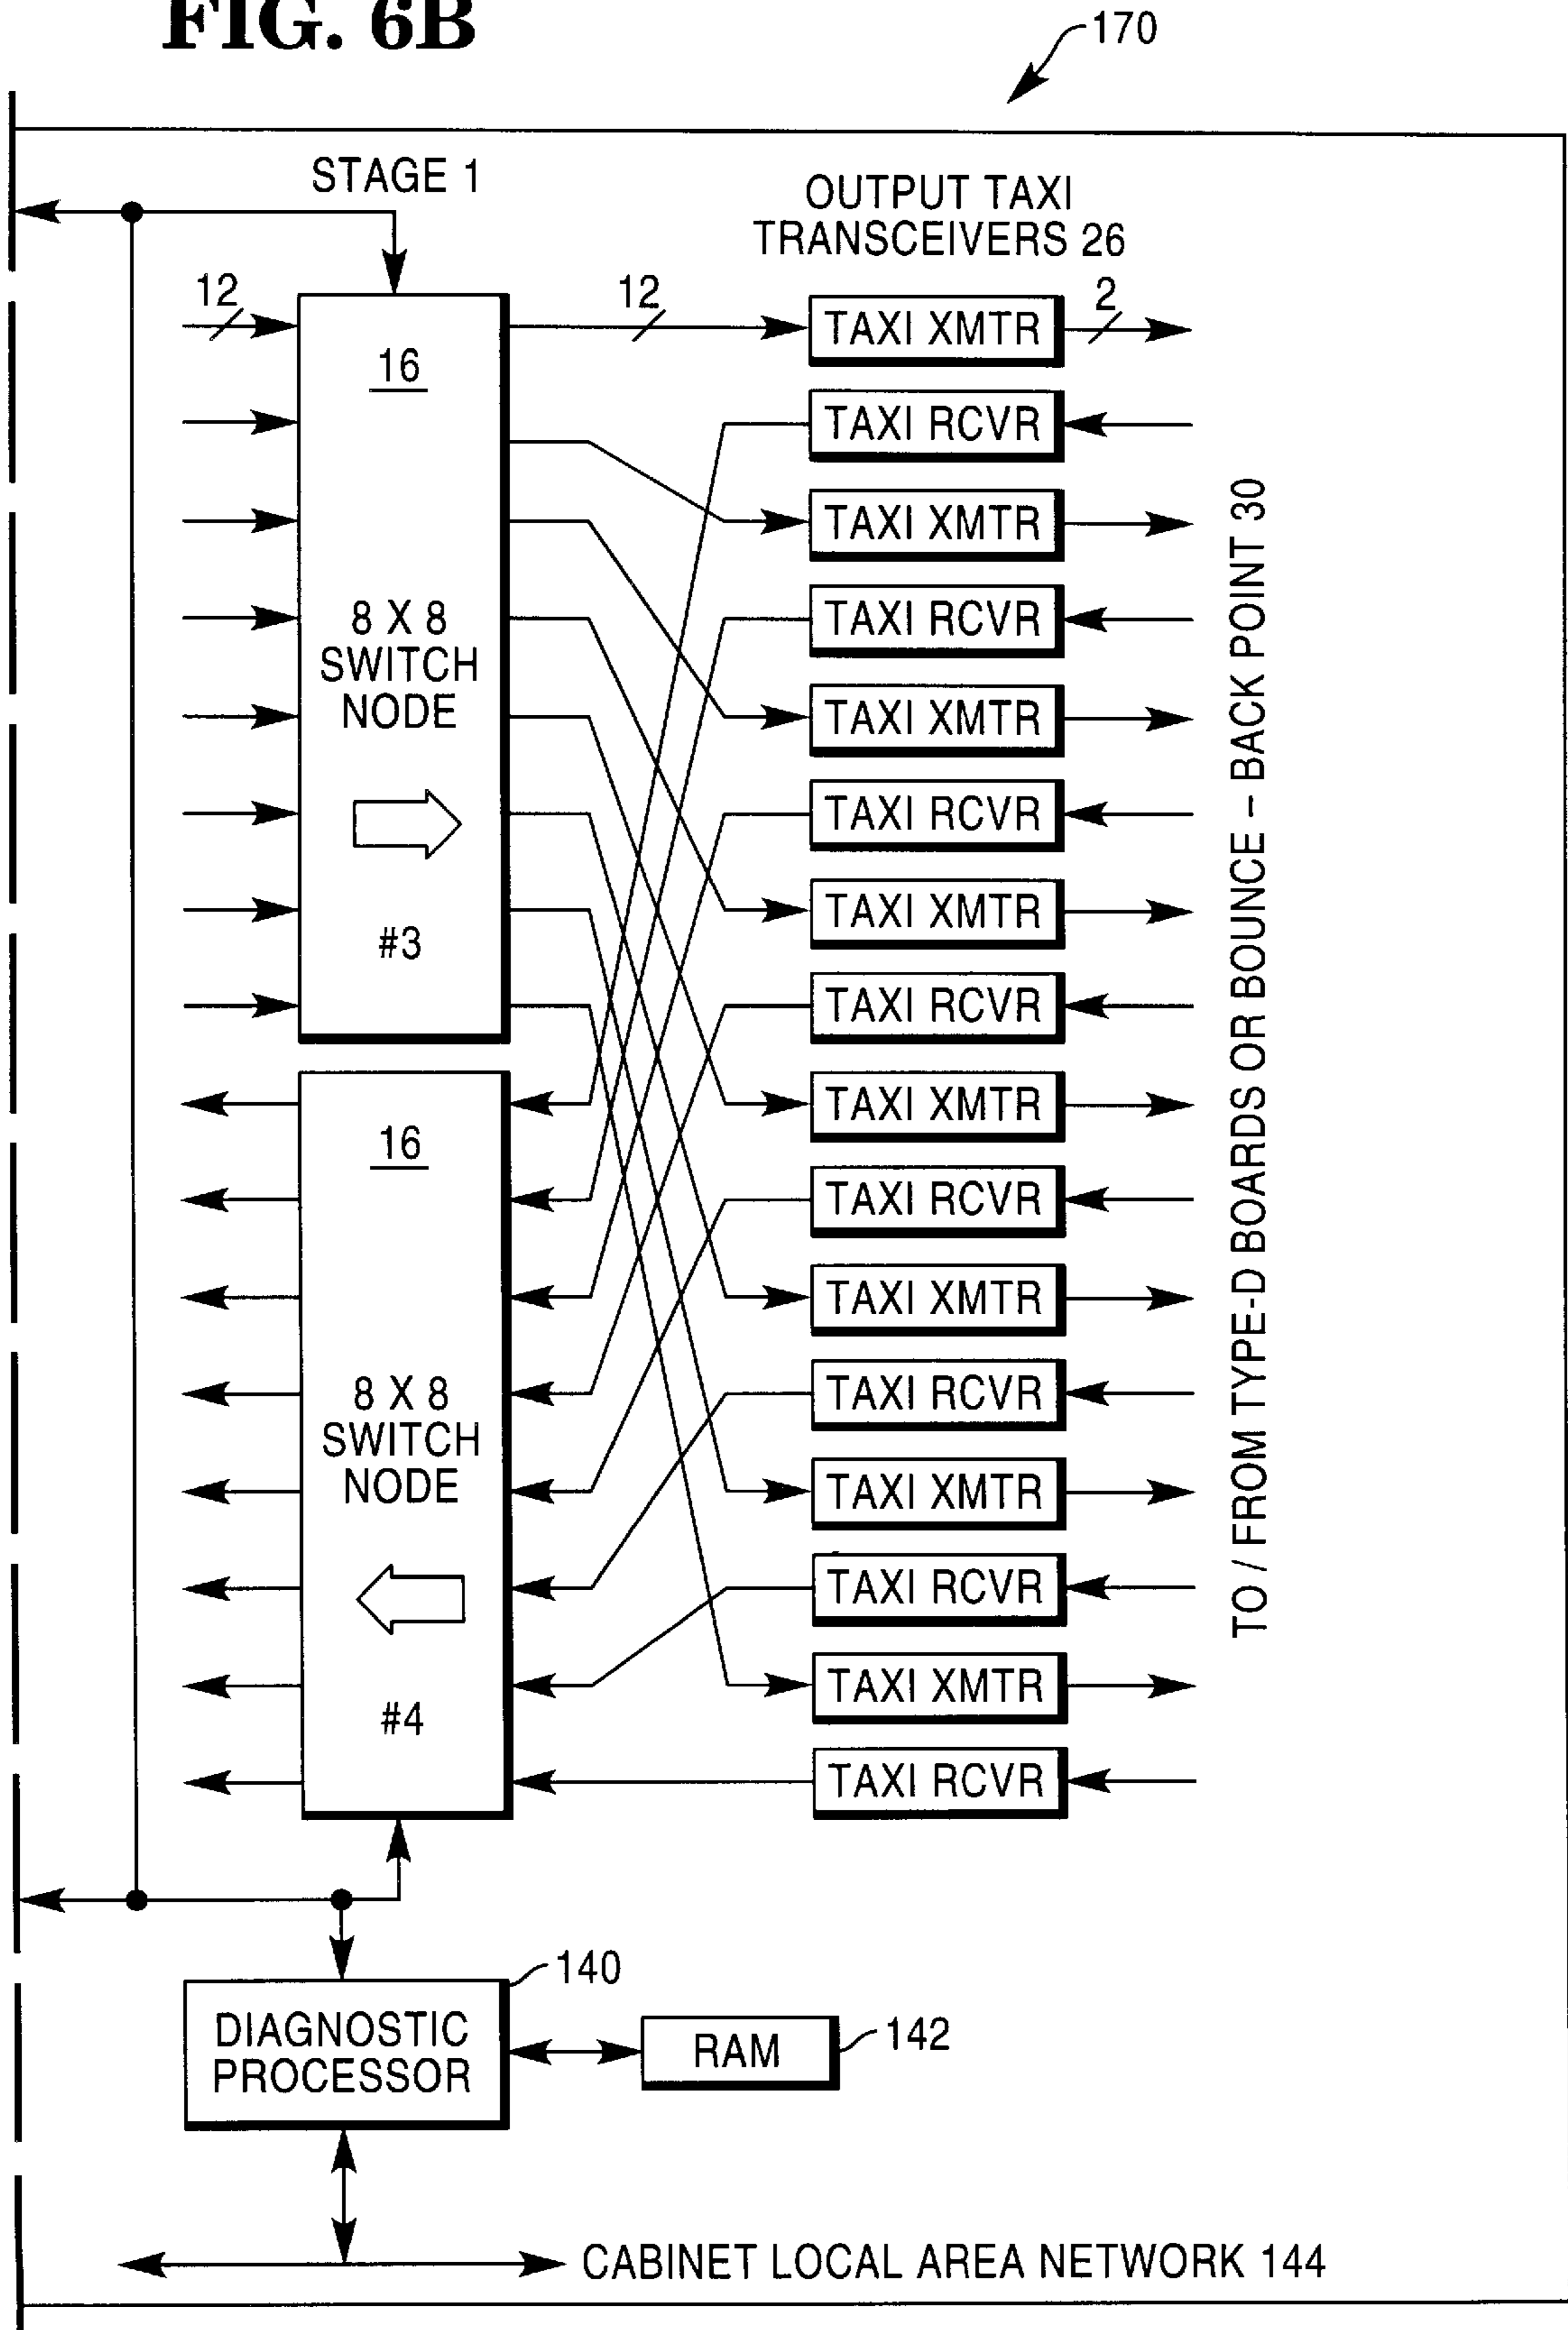 FIG. 6B
170
STAGE 1
OUTPUT TAXI
TRANSCEIVERS 26
12
12
2
TAXI XMTR
TAXI RCVR
TAXI XMTR
TAXI RCVR
TAXI XMTR
TAXI RCVR
TAXI XMTR
TAXI RCVR
TAXI XMTR
TAXI RCVR
TAXI XMTR
TAXI RCVR
TAXI XMTR
TAXI RCVR
TAXI XMTR
TAXI RCVR
16
8 X 8
SWITCH
NODE
#3
16
8 X 8
SWITCH
NODE
#4
TO / FROM TYPE-D BOARDS OR BOUNCE – BACK POINT 30
DIAGNOSTIC
PROCESSOR
140
RAM
142
CABINET LOCAL AREA NETWORK 144